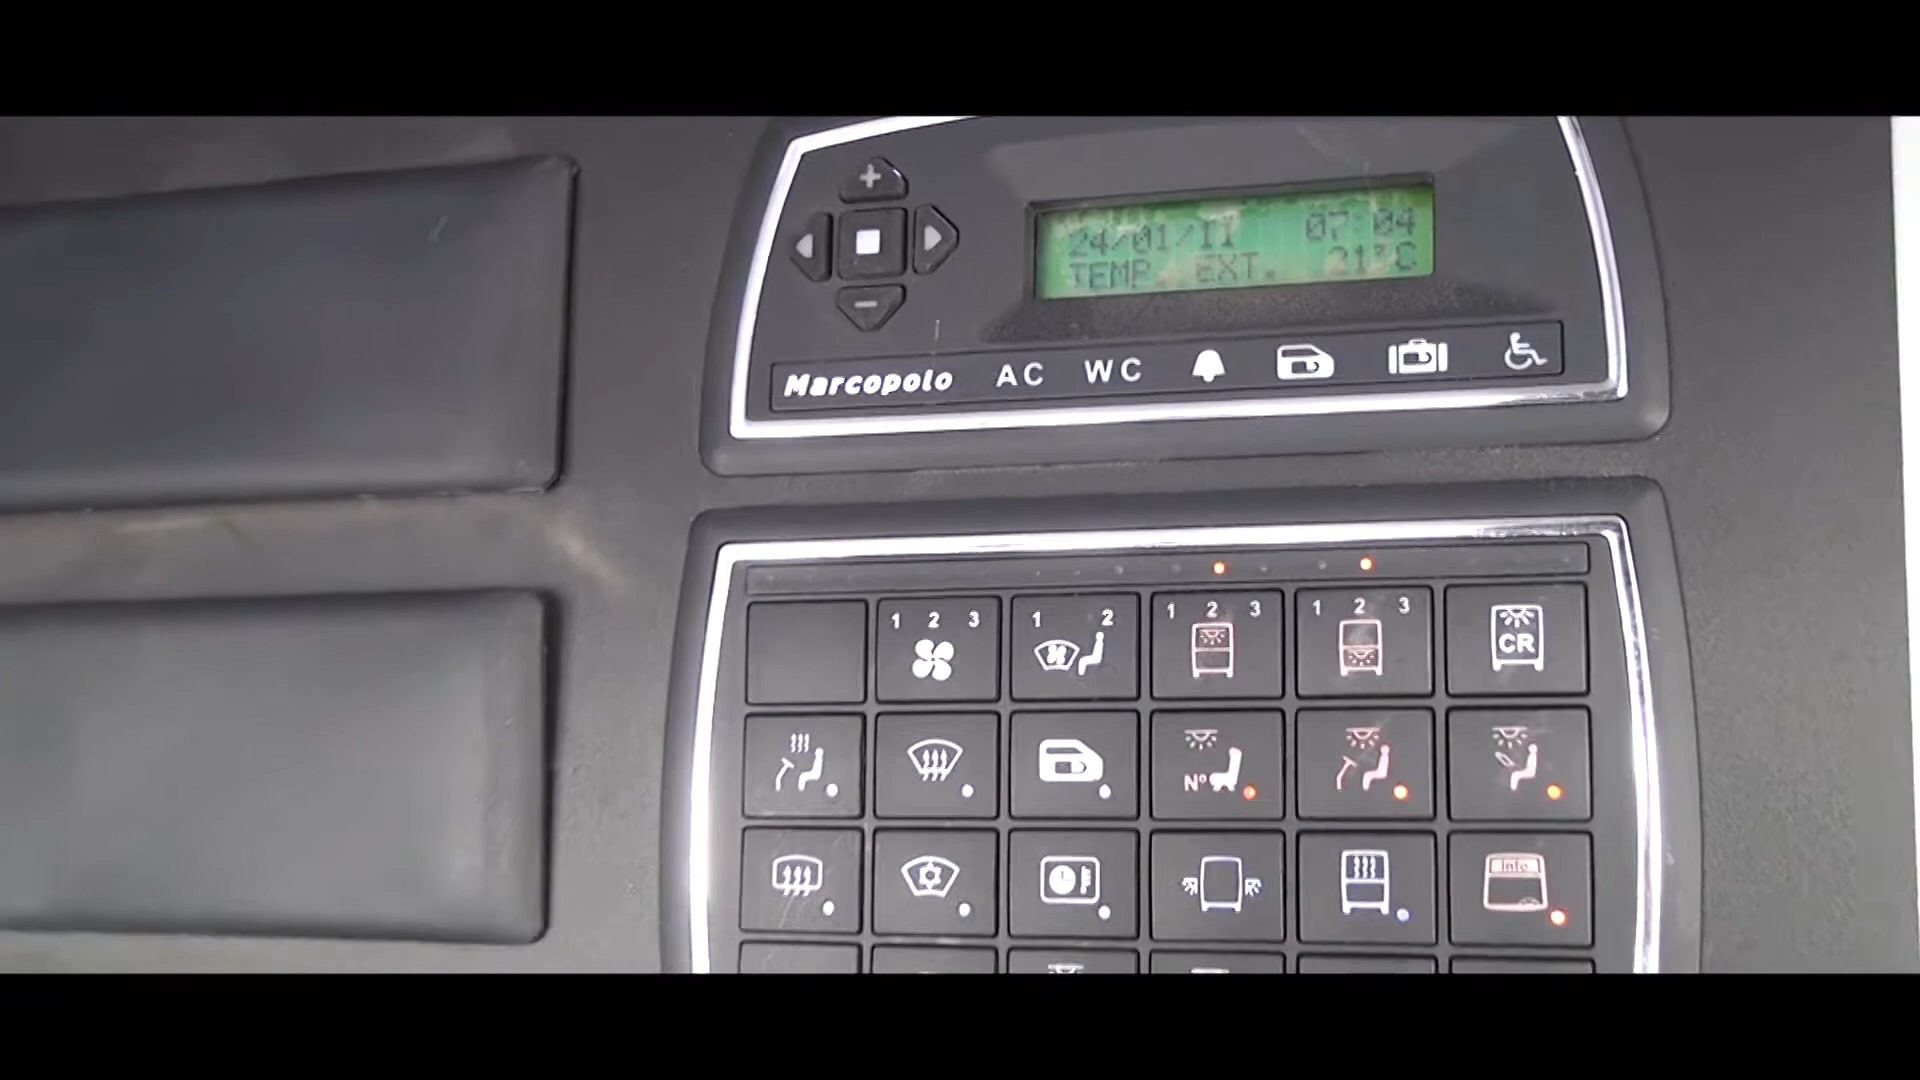 24/01/11 07:04
TEMP. EXT. 21°C
Marcopolo AC WC
1 2 3
1 2
1 2 3
1 2 3
CR
Nº
Info